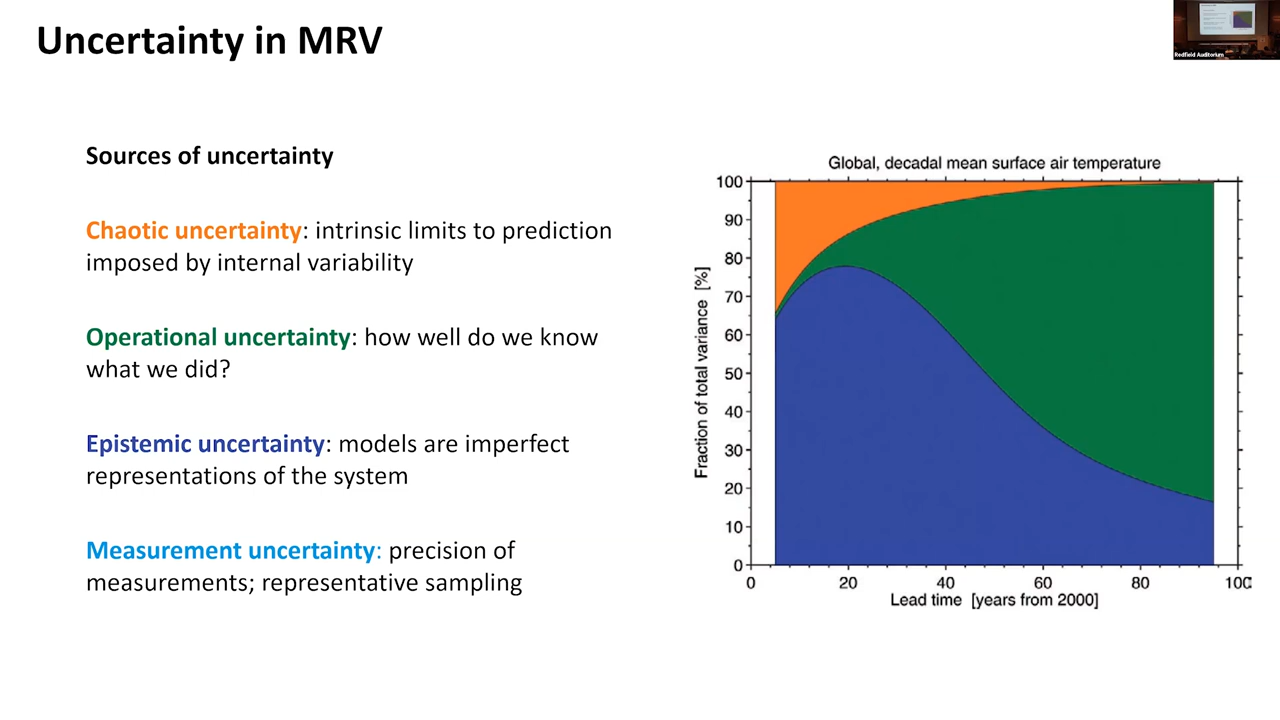 Uncertainty in MRV
Redfield Auditorium
Sources of uncertainty
Chaotic uncertainty: intrinsic limits to prediction
imposed by internal variability
Operational uncertainty: how well do we know
what we did?
Epistemic uncertainty: models are imperfect
representations of the system
Measurement uncertainty: precision of
measurements; representative sampling
Global, decadal mean surface air temperature
Fraction of total variance [%]
100
90
80
70
60
50
40
30
20
10
0
0 20 40 60 80 100
Lead time [years from 2000]